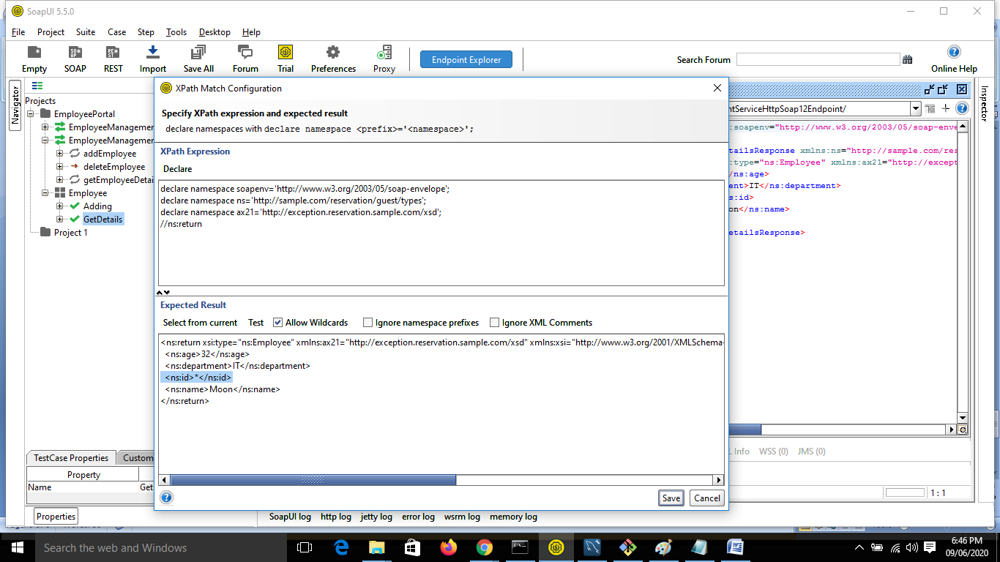 SoapUI 5.5.0
File Project Suite Case Step Tools Desktop Help
Empty SOAP REST Import Save All Forum Trial Preferences Proxy
Endpoint Explorer
Search Forum
Online Help
Navigator
Projects
EmployeePortal
EmployeeManagemer
EmployeeManagemer
addEmployee
deleteEmployee
getEmployeeDetai
Employee
Adding
GetDetails
Project 1
TestCase Properties Custom
Property
Name Get
Properties
XPath Match Configuration
Specify XPath expression and expected result
declare namespaces with declare namespace <prefix>='<namespace>';
XPath Expression
Declare
declare namespace soapenv='http://www.w3.org/2003/05/soap-envelope';
declare namespace ns='http://sample.com/reservation/guest/types';
declare namespace ax21='http://exception.reservation.sample.com/xsd';
//ns:return
Expected Result
Select from current Test Allow Wildcards Ignore namespace prefixes Ignore XML Comments
<ns:return xsi:type="ns:Employee" xmlns:ax21="http://exception.reservation.sample.com/xsd" xmlns:xsi="http://www.w3.org/2001/XMLSchema-
<ns:age>32</ns:age>
<ns:department>IT</ns:department>
<ns:id>*</ns:id>
<ns:name>Moon</ns:name>
</ns:return>
Save Cancel
ntServiceHttpSoap12Endpoint/
:soapenv="http://www.w3.org/2003/05/soap-enve
tailsResponse xmlns:ns="http://sample.com/res
:type="ns:Employee" xmlns:ax21="http://except
/ns:age>
ent>IT</ns:department>
s:id>
on</ns:name>
etailsResponse>
L Info WSS (0) JMS (0)
1 : 1
Inspector
SoapUI log http log jetty log error log wsrm log memory log
Search the web and Windows
6:46 PM
09/06/2020